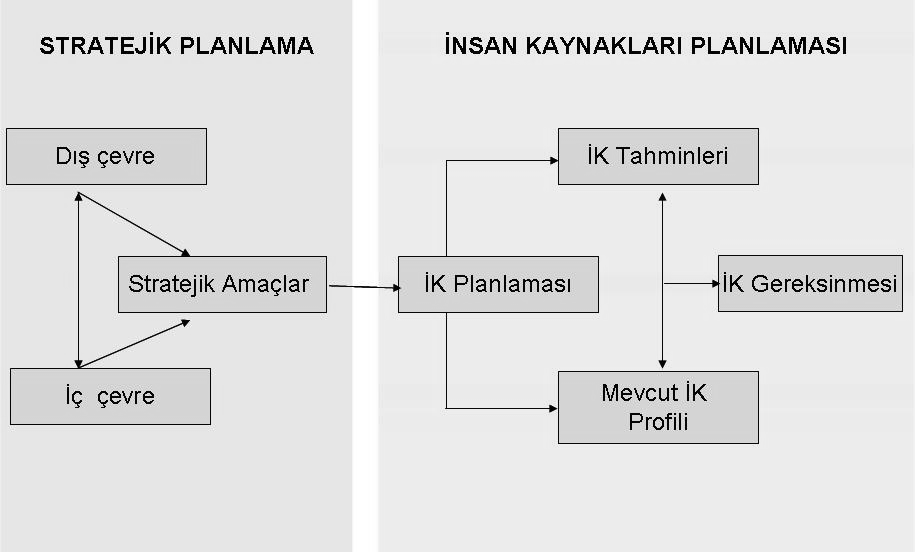 STRATEJİK PLANLAMA
İNSAN KAYNAKLARI PLANLAMASI
Dış çevre
İK Tahminleri
Stratejik Amaçlar
İK Planlaması
İK Gereksinmesi
İç çevre
Mevcut İK
Profili